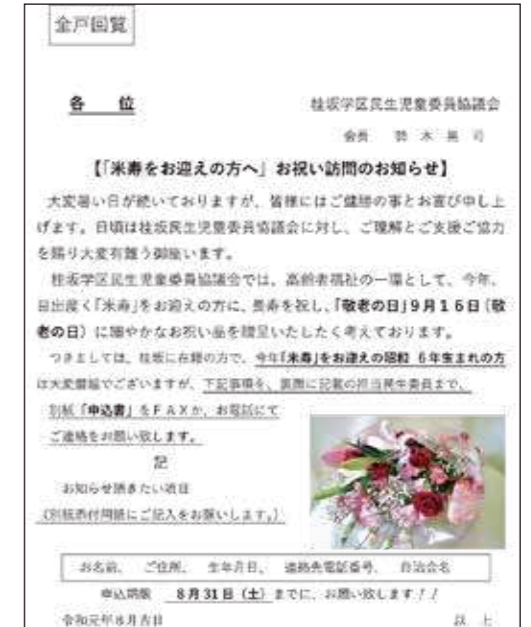 全戸回覧
各　位
桂坂学区民生児童委員協議会
会長
【「米寿をお迎えの方へ」お祝い訪問のお知らせ】
大変暑い日が続いておりますが、皆様にはご健勝の事とお喜び申し上
げます。日頃は桂坂民生児童委員協議会に対し、ご理解とご支援ご協力
を賜り大変有難う御座います。
桂坂学区民生児童委員協議会では、高齢者福祉の一環として、今年、
目出度く「米寿」をお迎えの方に、長寿を祝し、「敬老の日」9月16日（敬
老の日）に細やかなお祝い品を贈呈いたしたく考えております。
つきましては、桂坂に在籍の方で、今年「米寿」をお迎えの昭和 6年生まれの方
は大変僭越でございますが、下記事項を、裏面に記載の担当民生委員まで、
別紙「申込書」をFAXか、お電話にて
ご連絡をお願い致します。
記
お知らせ頂きたい項目
（別紙添付用紙にご記入をお願いします。）
お名前、 ご住所、 生年月日、 連絡先電話番号、 自治会名
申込期限 8月31日（土）までに、お願い致します！！
令和元年8月吉日
以 上